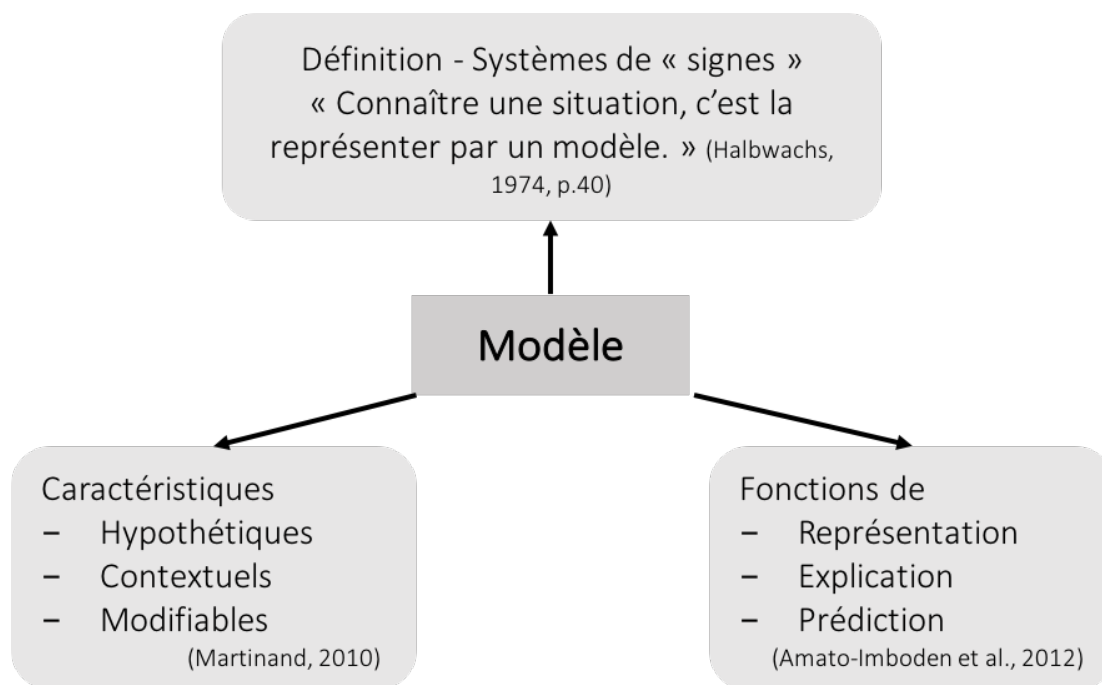 Définition - Systèmes de « signes »
« Connaître une situation, c’est la
représenter par un modèle. » (Halbwachs,
1974, p.40)
Modèle
Caractéristiques
– Hypothétiques
– Contextuels
– Modifiables
(Martinand, 2010)
Fonctions de
– Représentation
– Explication
– Prédiction
(Amato-Imboden et al., 2012)